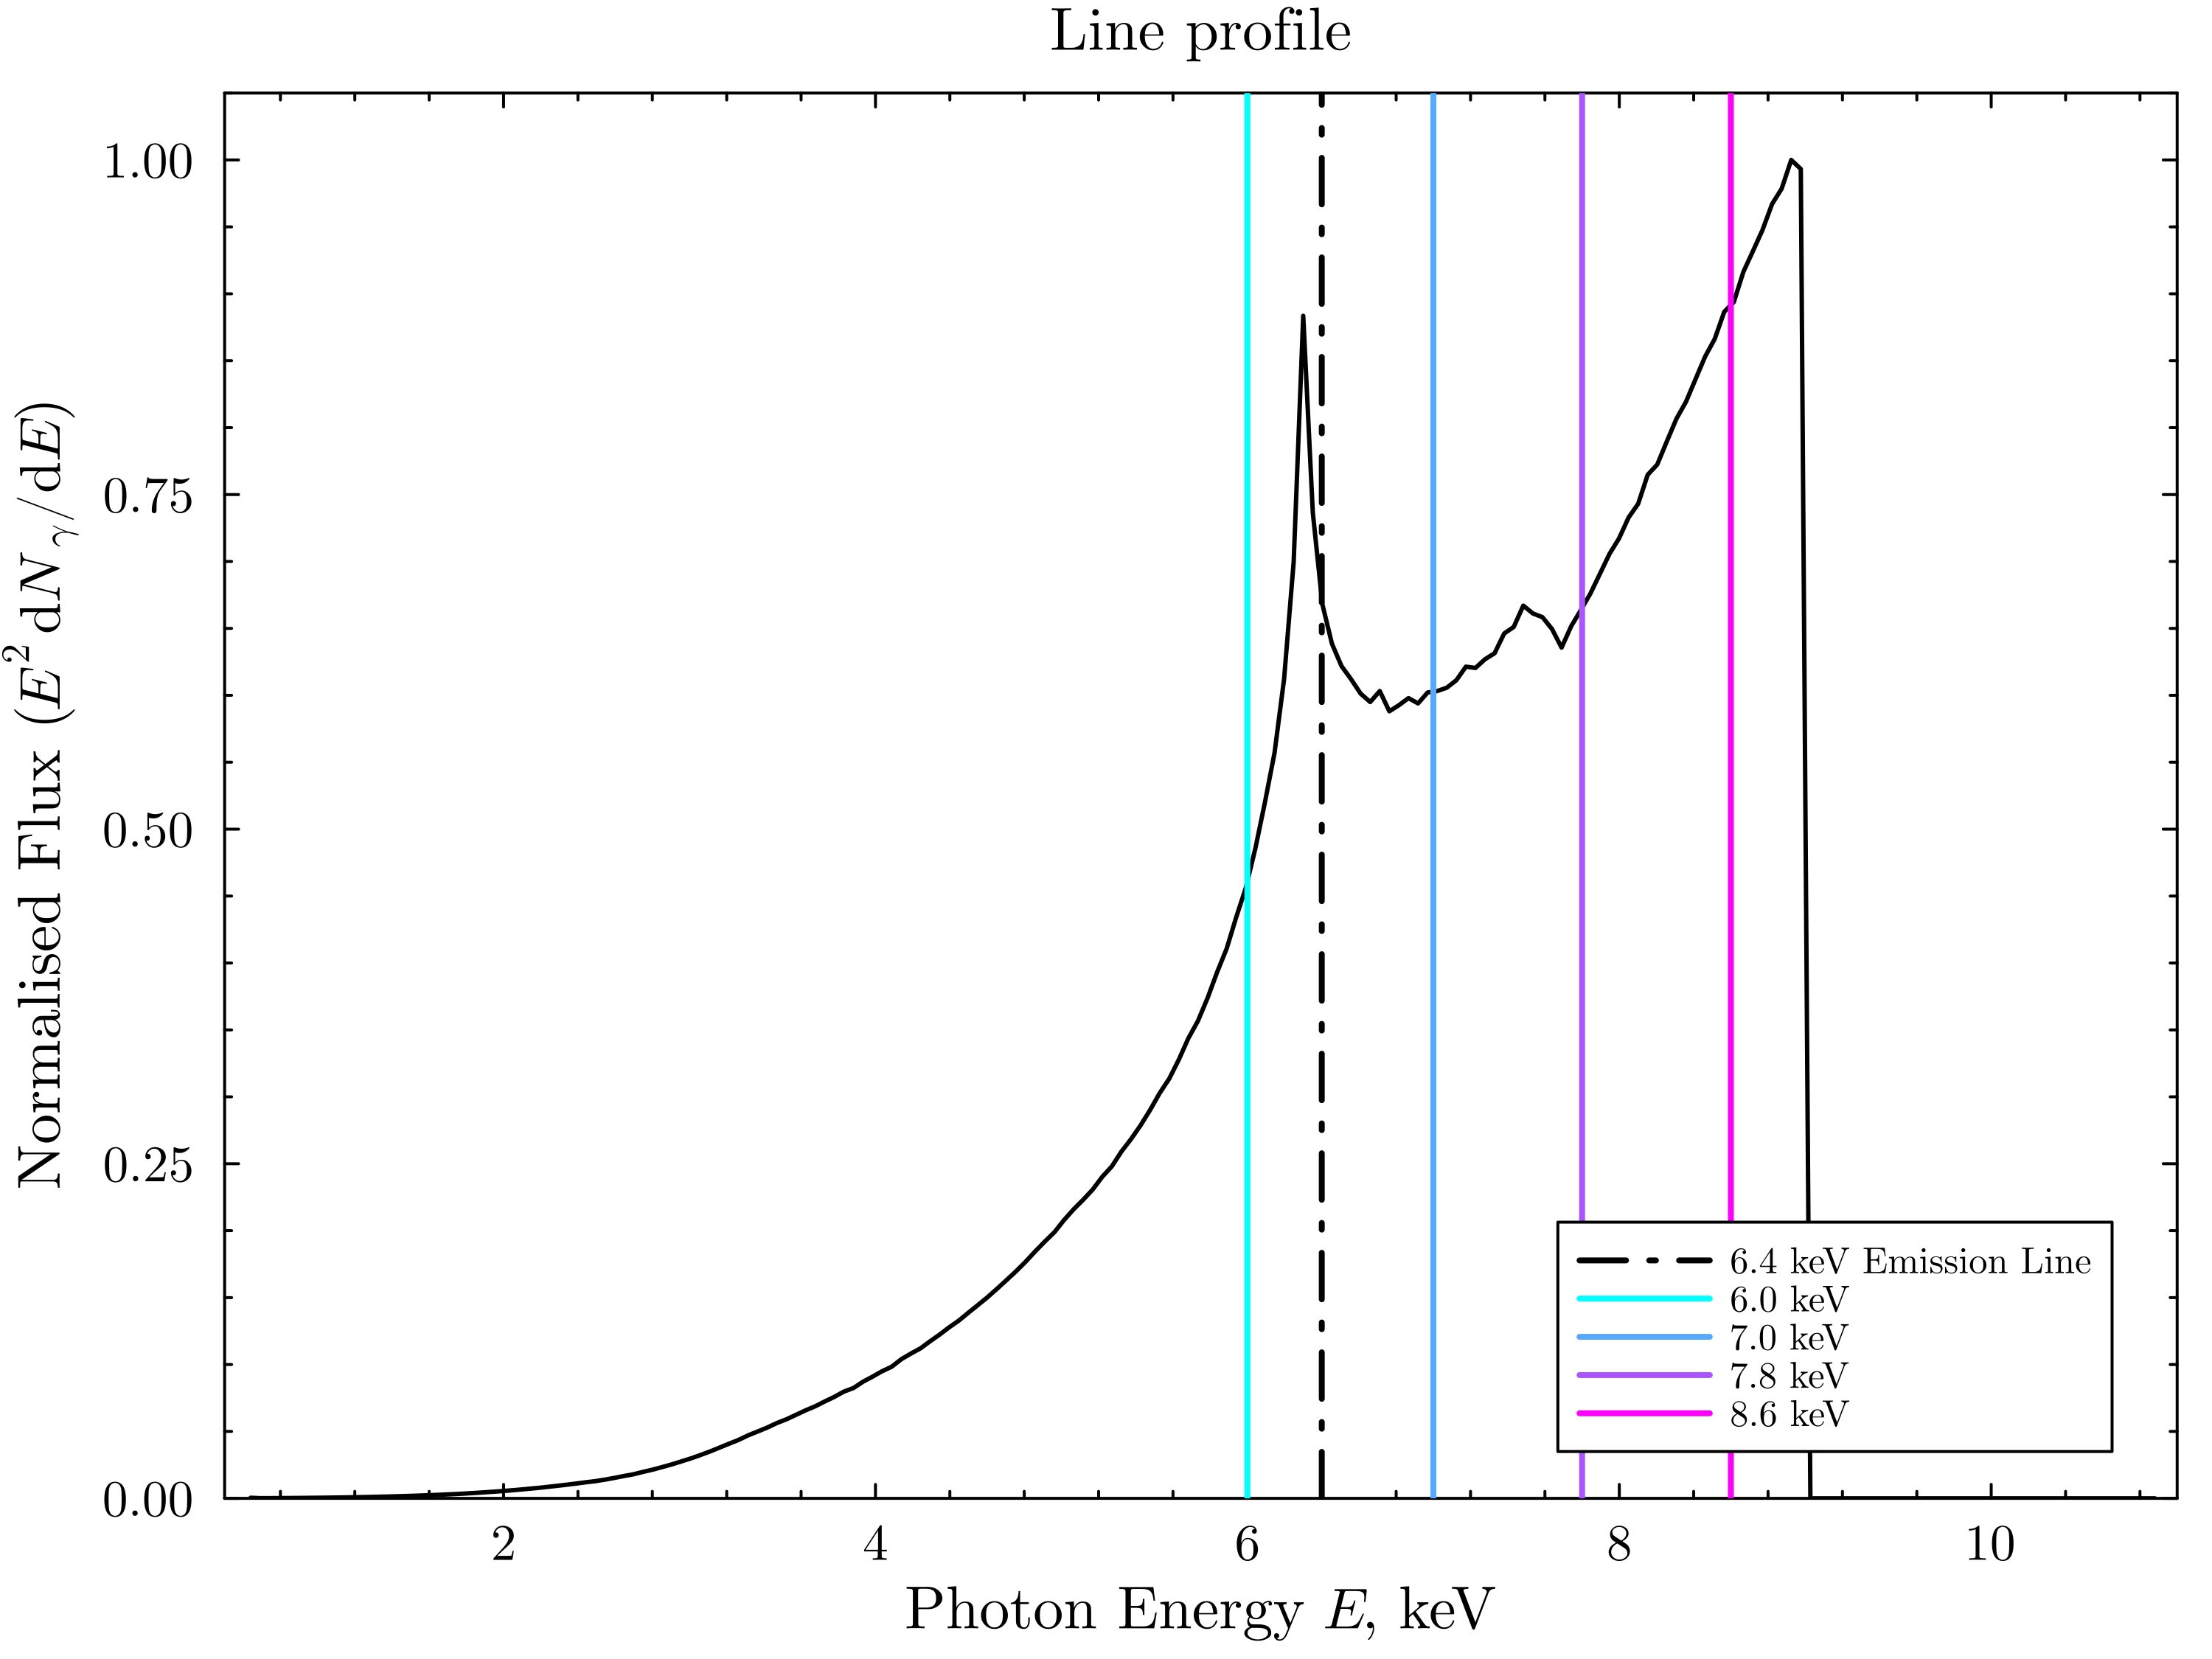 Line profile
Normalised Flux (E² dN_γ/dE)
1.00
0.75
0.50
0.25
0.00
6.4 keV Emission Line
6.0 keV
7.0 keV
7.8 keV
8.6 keV
2 4 6 8 10
Photon Energy E, keV